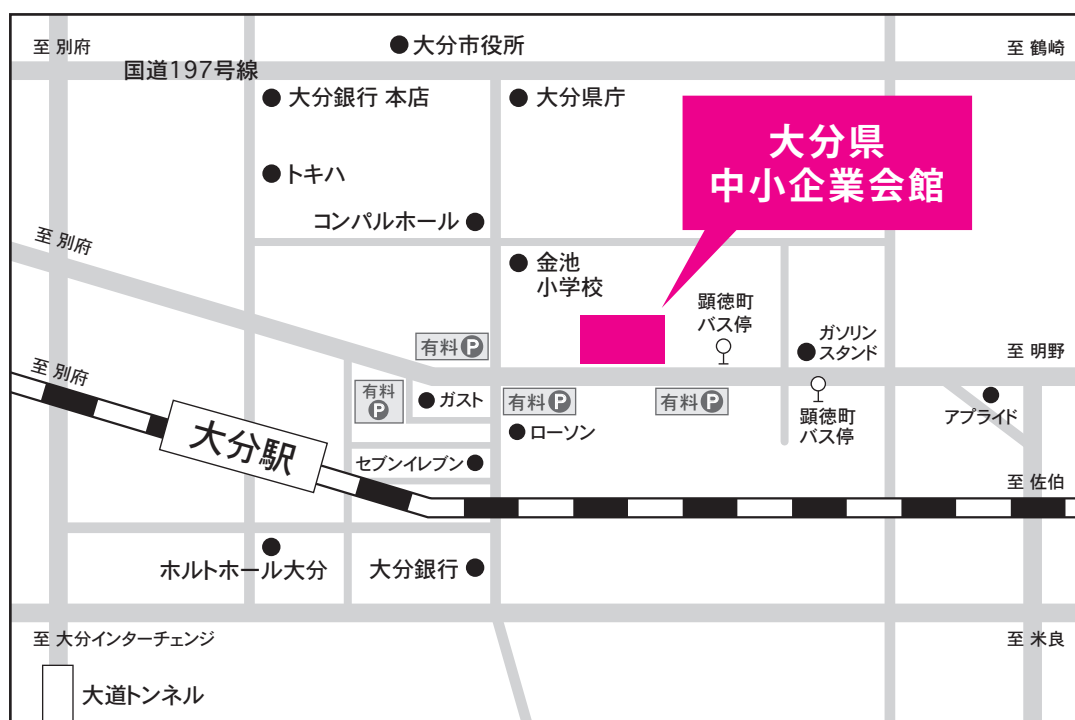 至 別府
大分市役所
至 鶴崎
国道197号線
大分銀行 本店
大分県庁
大分県
中小企業会館
トキハ
コンパルホール
至 別府
金池
小学校
顕徳町
バス停
ガソリン
スタンド
有料 P
至 明野
至 別府
有料
P
ガスト
有料 P
有料 P
顕徳町
バス停
アプライド
ローソン
大分駅
セブンイレブン
至 佐伯
ホルトホール大分
大分銀行
至 大分インターチェンジ
至 米良
大道トンネル